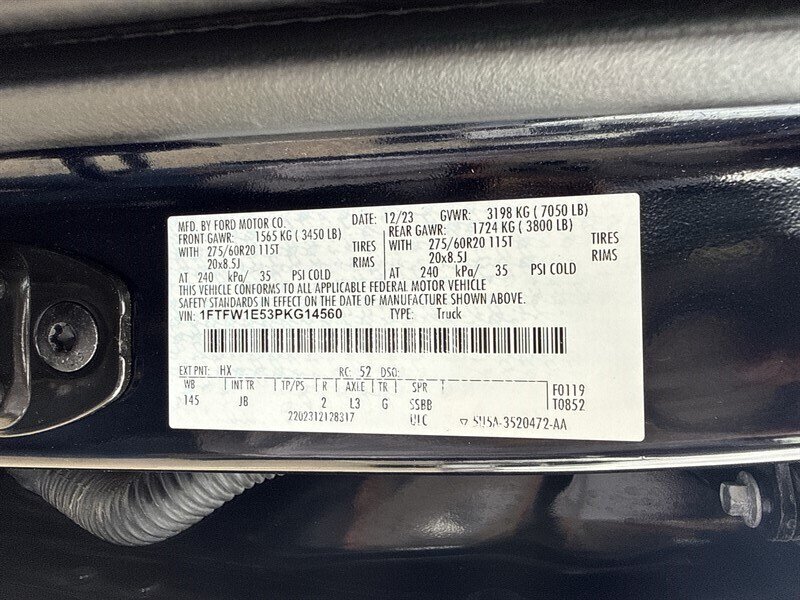 MFD. BY FORD MOTOR CO. DATE: 12/23 GVWR: 3198 KG ( 7050 LB)
FRONT GAWR: 1565 KG ( 3450 LB) REAR GAWR: 1724 KG ( 3800 LB)
WITH 275/60R20 115T TIRES WITH 275/60R20 115T TIRES
20x8.5J RIMS 20x8.5J RIMS
AT 240 kPa/ 35 PSI COLD AT 240 kPa/ 35 PSI COLD
THIS VEHICLE CONFORMS TO ALL APPLICABLE FEDERAL MOTOR VEHICLE
SAFETY STANDARDS IN EFFECT ON THE DATE OF MANUFACTURE SHOWN ABOVE.
VIN: 1FTFW1E53PKG14560 TYPE: Truck
EXT PNT: HX RC: 52 DSO:
WB INT TR TP/PS R AXLE TR SPR F0119
145 JB 2 L3 G SSBB T0852
2202312128317 UTC 5U5A-3520472-AA